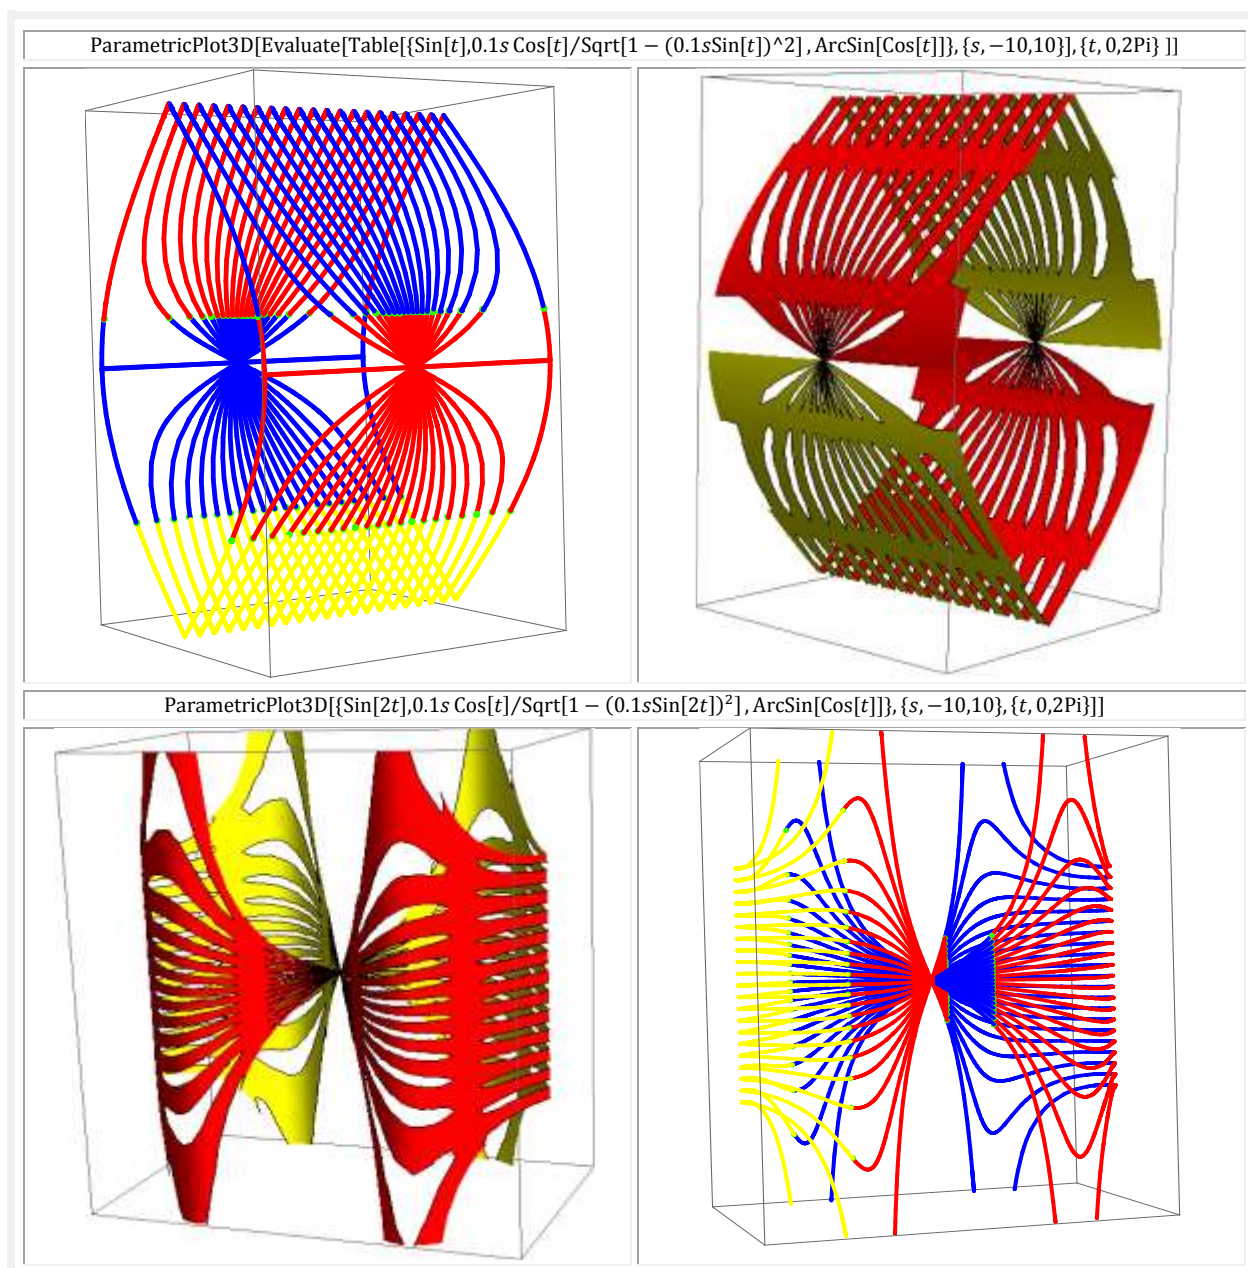 ParametricPlot3D[Evaluate[Table[{Sin[t],0.1s Cos[t]/Sqrt[1 − (0.1sSin[t])^2] , ArcSin[Cos[t]]},{s, −10,10}],{t, 0,2Pi} ]]
ParametricPlot3D[{Sin[2t],0.1s Cos[t]/Sqrt[1 − (0.1sSin[2t])²] , ArcSin[Cos[t]]},{s, −10,10},{t, 0,2Pi}]]